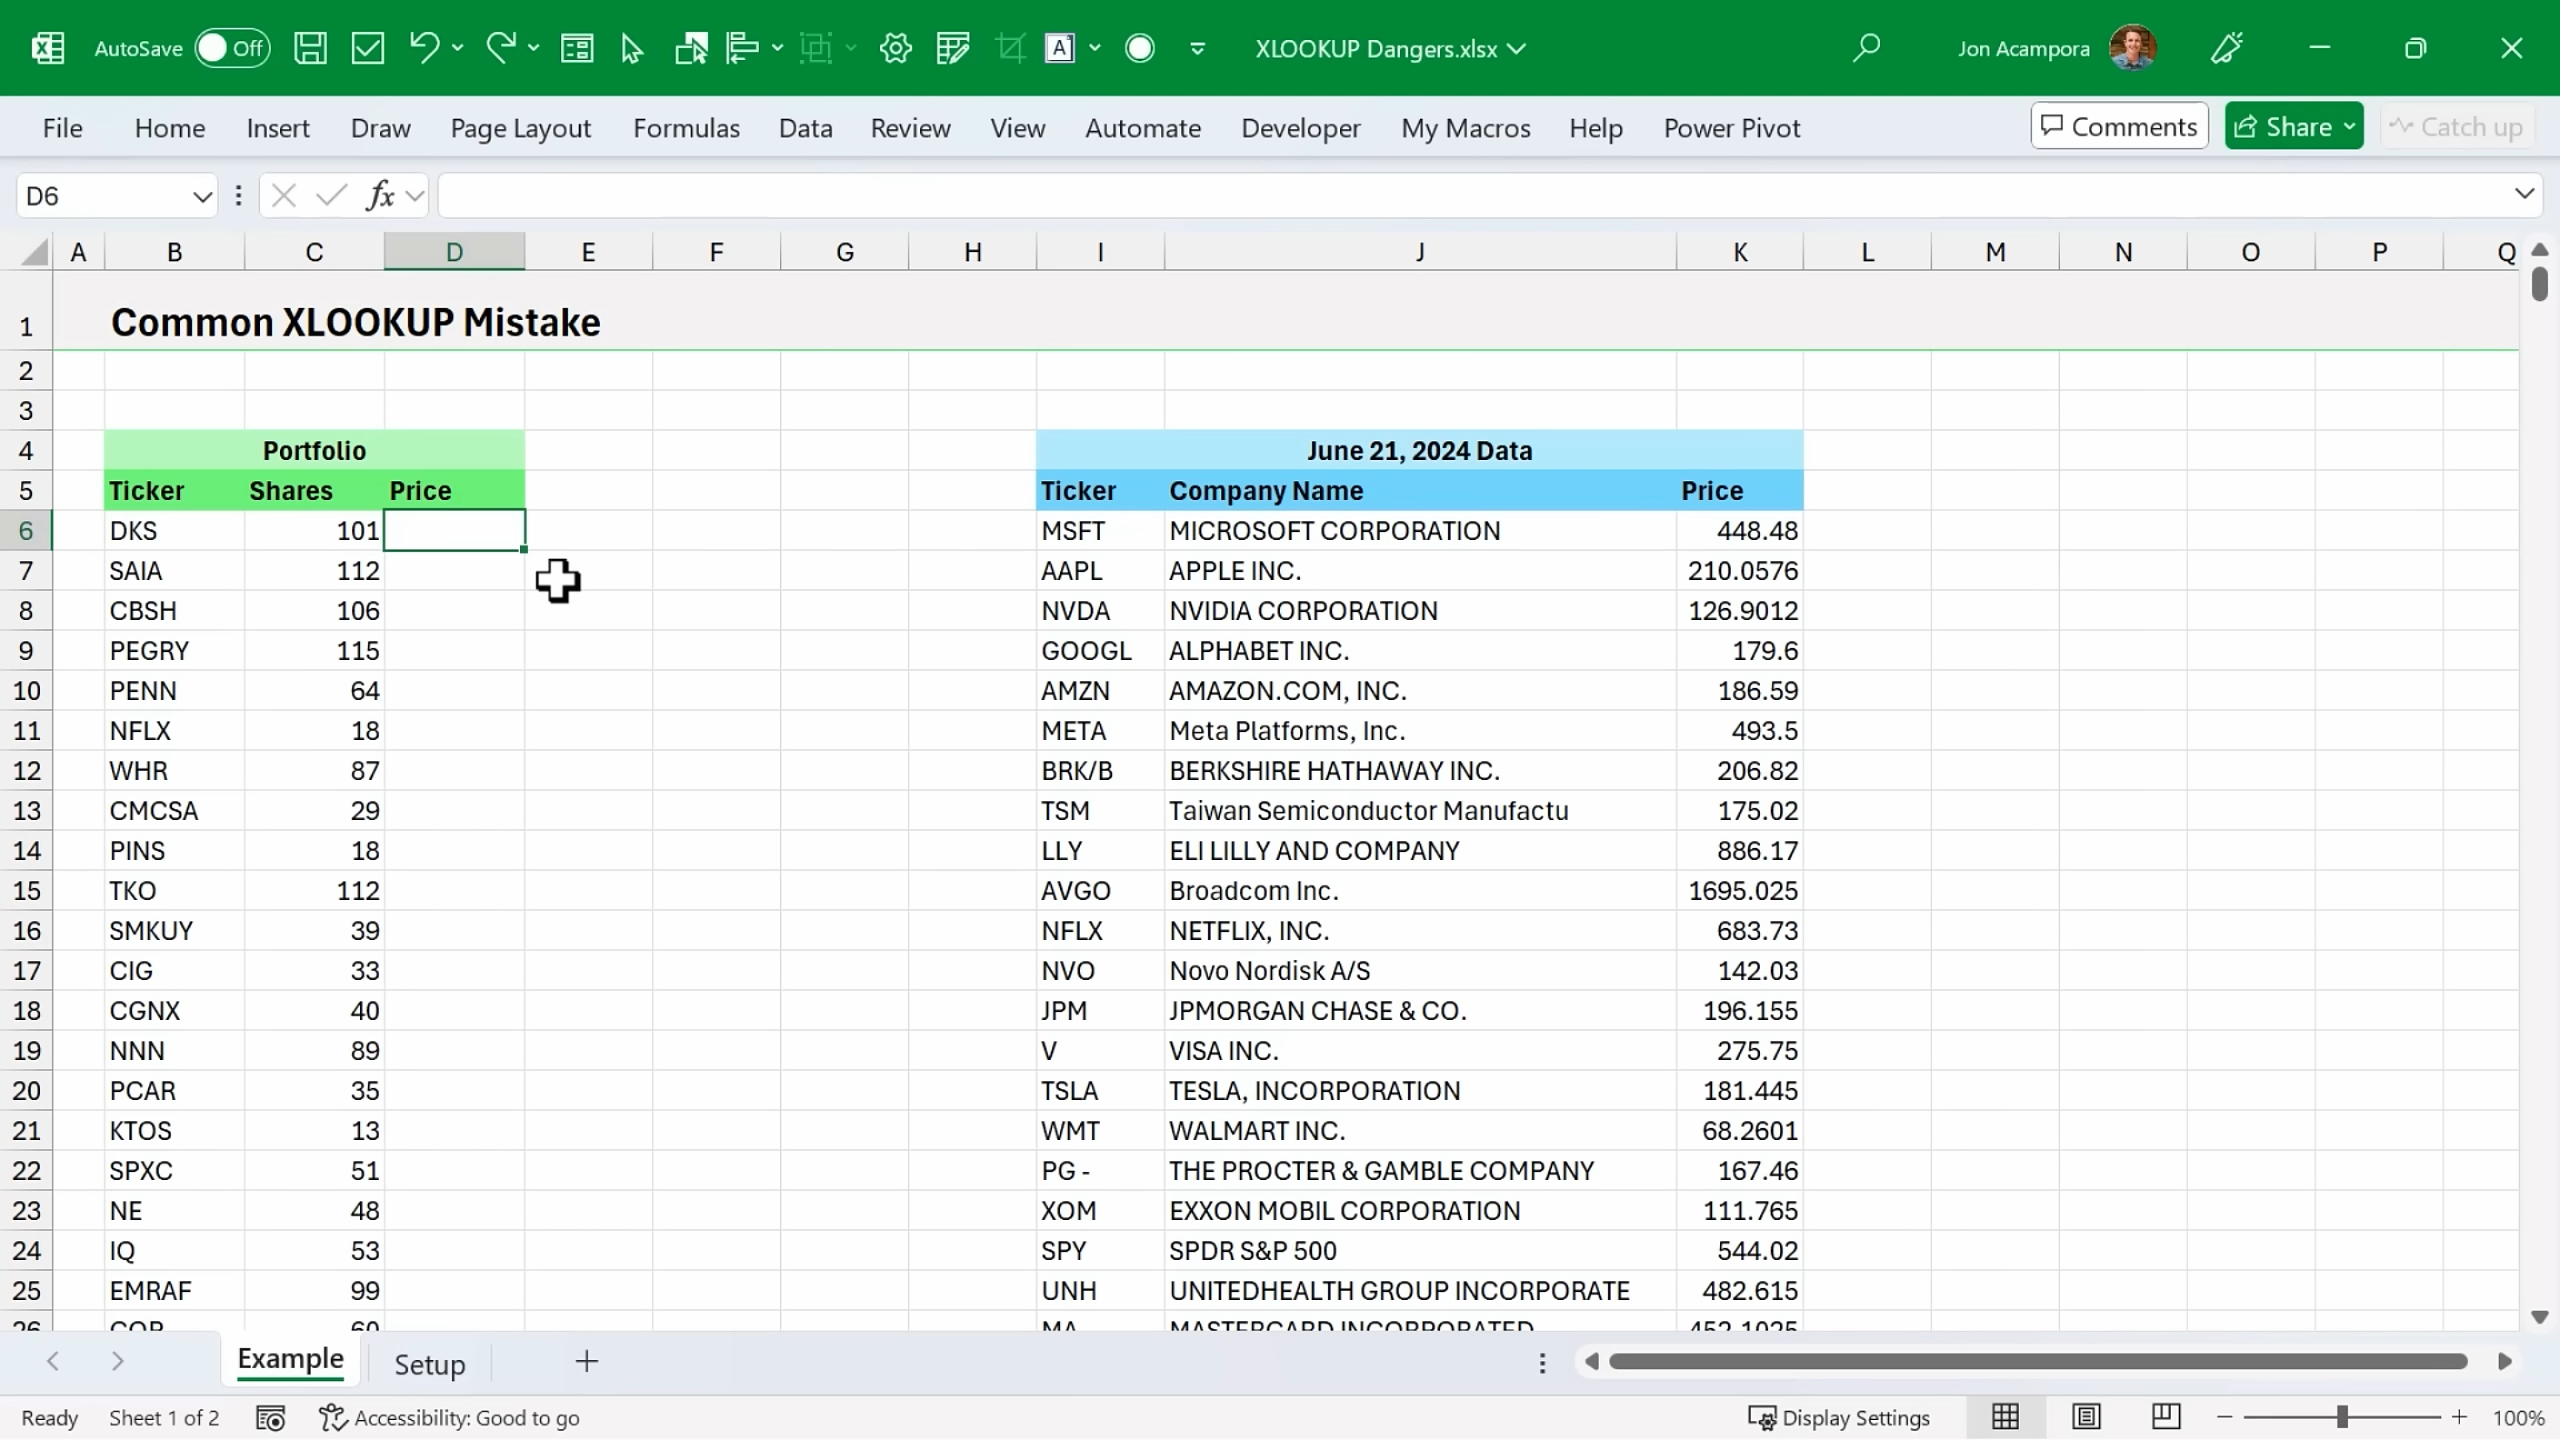 AutoSave Off A XLOOKUP Dangers.xlsx Jon Acampora
File Home Insert Draw Page Layout Formulas Data Review View Automate Developer My Macros Help Power Pivot Comments Share Catch up
D6 fx
A B C D E F G H I J K L M N O P Q
1 Common XLOOKUP Mistake
2
3
4 Portfolio June 21, 2024 Data
5 Ticker Shares Price Ticker Company Name Price
6 DKS 101 MSFT MICROSOFT CORPORATION 448.48
7 SAIA 112 AAPL APPLE INC. 210.0576
8 CBSH 106 NVDA NVIDIA CORPORATION 126.9012
9 PEGRY 115 GOOGL ALPHABET INC. 179.6
10 PENN 64 AMZN AMAZON.COM, INC. 186.59
11 NFLX 18 META Meta Platforms, Inc. 493.5
12 WHR 87 BRK/B BERKSHIRE HATHAWAY INC. 206.82
13 CMCSA 29 TSM Taiwan Semiconductor Manufactu 175.02
14 PINS 18 LLY ELI LILLY AND COMPANY 886.17
15 TKO 112 AVGO Broadcom Inc. 1695.025
16 SMKUY 39 NFLX NETFLIX, INC. 683.73
17 CIG 33 NVO Novo Nordisk A/S 142.03
18 CGNX 40 JPM JPMORGAN CHASE & CO. 196.155
19 NNN 89 V VISA INC. 275.75
20 PCAR 35 TSLA TESLA, INCORPORATION 181.445
21 KTOS 13 WMT WALMART INC. 68.2601
22 SPXC 51 PG - THE PROCTER & GAMBLE COMPANY 167.46
23 NE 48 XOM EXXON MOBIL CORPORATION 111.765
24 IQ 53 SPY SPDR S&P 500 544.02
25 EMRAF 99 UNH UNITEDHEALTH GROUP INCORPORATE 482.615
26 60 MA MASTERCARD INCORPORATED 452.1025
Example Setup
Ready Sheet 1 of 2 Accessibility: Good to go Display Settings 100%